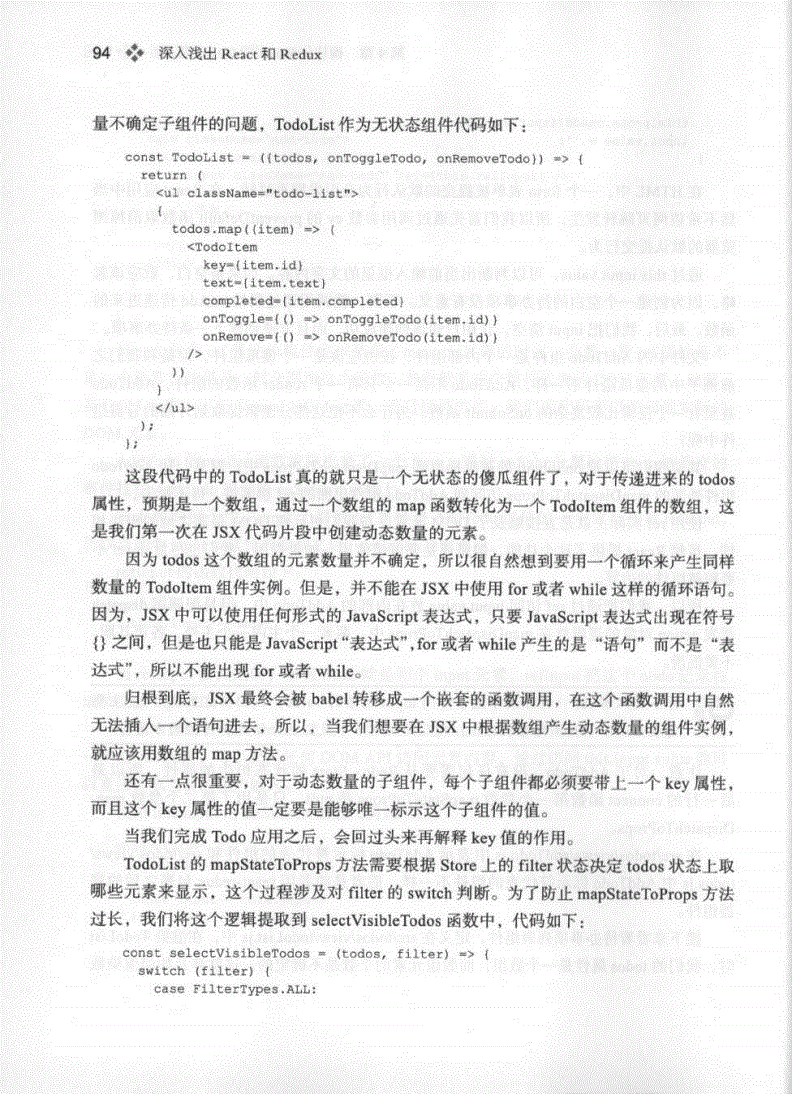 94 深入浅出 React 和 Redux
量不确定子组件的问题，TodoList 作为无状态组件代码如下：
const TodoList = ({todos, onToggleTodo, onRemoveTodo}) => {
return (
<ul className="todo-list">
{
todos.map((item) => (
<TodoItem
key={item.id}
text={item.text}
completed={item.completed}
onToggle={() => onToggleTodo(item.id)}
onRemove={() => onRemoveTodo(item.id)}
/>
))
}
</ul>
);
};
这段代码中的 TodoList 真的就只是一个无状态的傻瓜组件了，对于传递进来的 todos
属性，预期是一个数组，通过一个数组的 map 函数转化为一个 TodoItem 组件的数组，这
是我们第一次在 JSX 代码片段中创建动态数量的元素。
因为 todos 这个数组的元素数量并不确定，所以很自然想到要用一个循环来产生同样
数量的 TodoItem 组件实例。但是，并不能在 JSX 中使用 for 或者 while 这样的循环语句。
因为，JSX 中可以使用任何形式的 JavaScript 表达式，只要 JavaScript 表达式出现在符号
{} 之间，但是也只能是 JavaScript“表达式”，for 或者 while 产生的是“语句”而不是“表
达式”，所以不能出现 for 或者 while。
归根到底，JSX 最终会被 babel 转移成一个嵌套的函数调用，在这个函数调用中自然
无法插入一个语句进去，所以，当我们想要在 JSX 中根据数组产生动态数量的组件实例，
就应该用数组的 map 方法。
还有一点很重要，对于动态数量的子组件，每个子组件都必须要带上一个 key 属性，
而且这个 key 属性的值一定要是能够唯一标示这个子组件的值。
当我们完成 Todo 应用之后，会回过头来再解释 key 值的作用。
TodoList 的 mapStateToProps 方法需要根据 Store 上的 filter 状态决定 todos 状态上取
哪些元素来显示，这个过程涉及对 filter 的 switch 判断。为了防止 mapStateToProps 方法
过长，我们将这个逻辑提取到 selectVisibleTodos 函数中，代码如下：
const selectVisibleTodos = (todos, filter) => {
switch (filter) {
case FilterTypes.ALL: